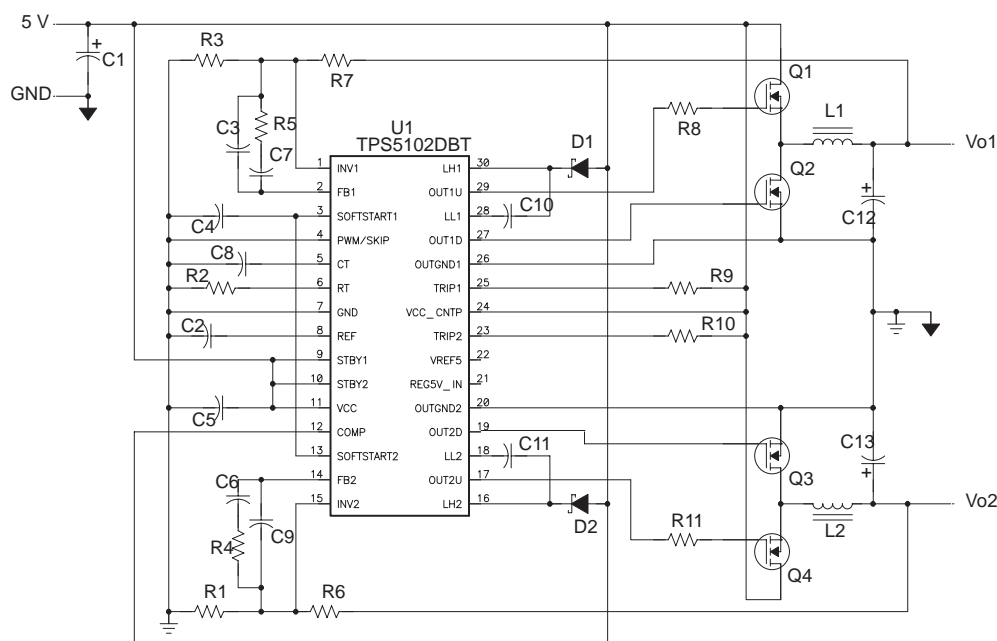 5 V
C1
GND
R3
R7
C3
R5
C7
U1
TPS5102DBT
D1
Q1
R8
L1
Vo1
Q2
C12
1 INV1 LH1 30
2 FB1 OUT1U 29
3 SOFTSTART1 LL1 28
4 PWM/SKIP OUT1D 27
5 CT OUTGND1 26
6 RT TRIP1 25
7 GND VCC_CNTP 24
8 REF TRIP2 23
9 STBY1 VREF5 22
10 STBY2 REG5V_IN 21
11 VCC OUTGND2 20
12 COMP OUT2D 19
13 SOFTSTART2 LL2 18
14 FB2 OUT2U 17
15 INV2 LH2 16
C4
C10
C8
R2
R9
C2
R10
C5
C11
C13
Q3
C6
Vo2
D2
R11
L2
R4
C9
Q4
R1
R6
+
+
+